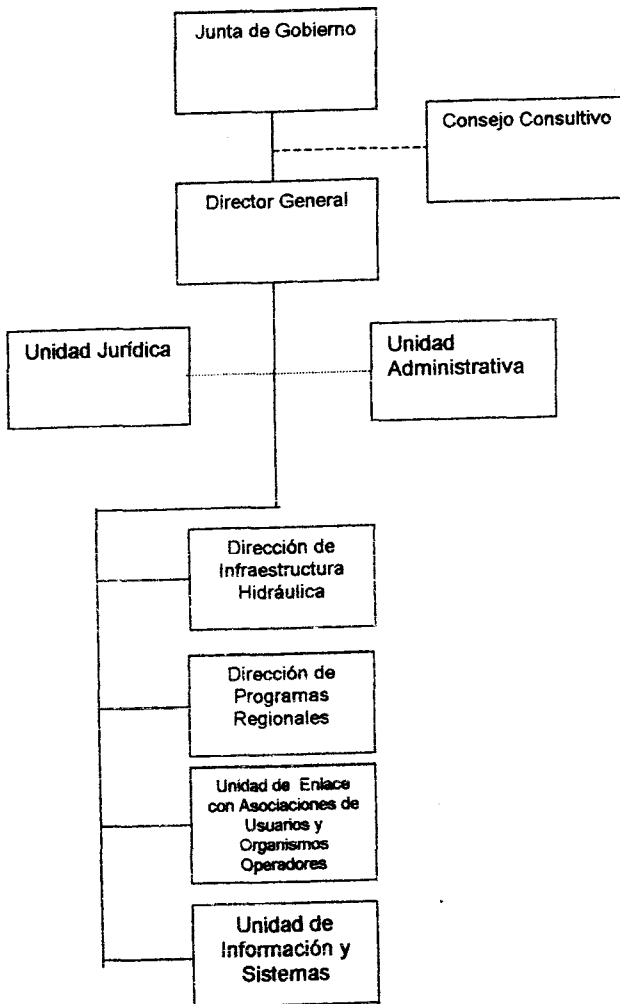 Junta de Gobierno
Consejo Consultivo
Director General
Unidad Jurídica
Unidad
Administrativa
Dirección de
Infraestructura
Hidráulica
Dirección de
Programas
Regionales
Unidad de Enlace
con Asociaciones de
Usuarios y
Organismos
Operadores
Unidad de
Información y
Sistemas